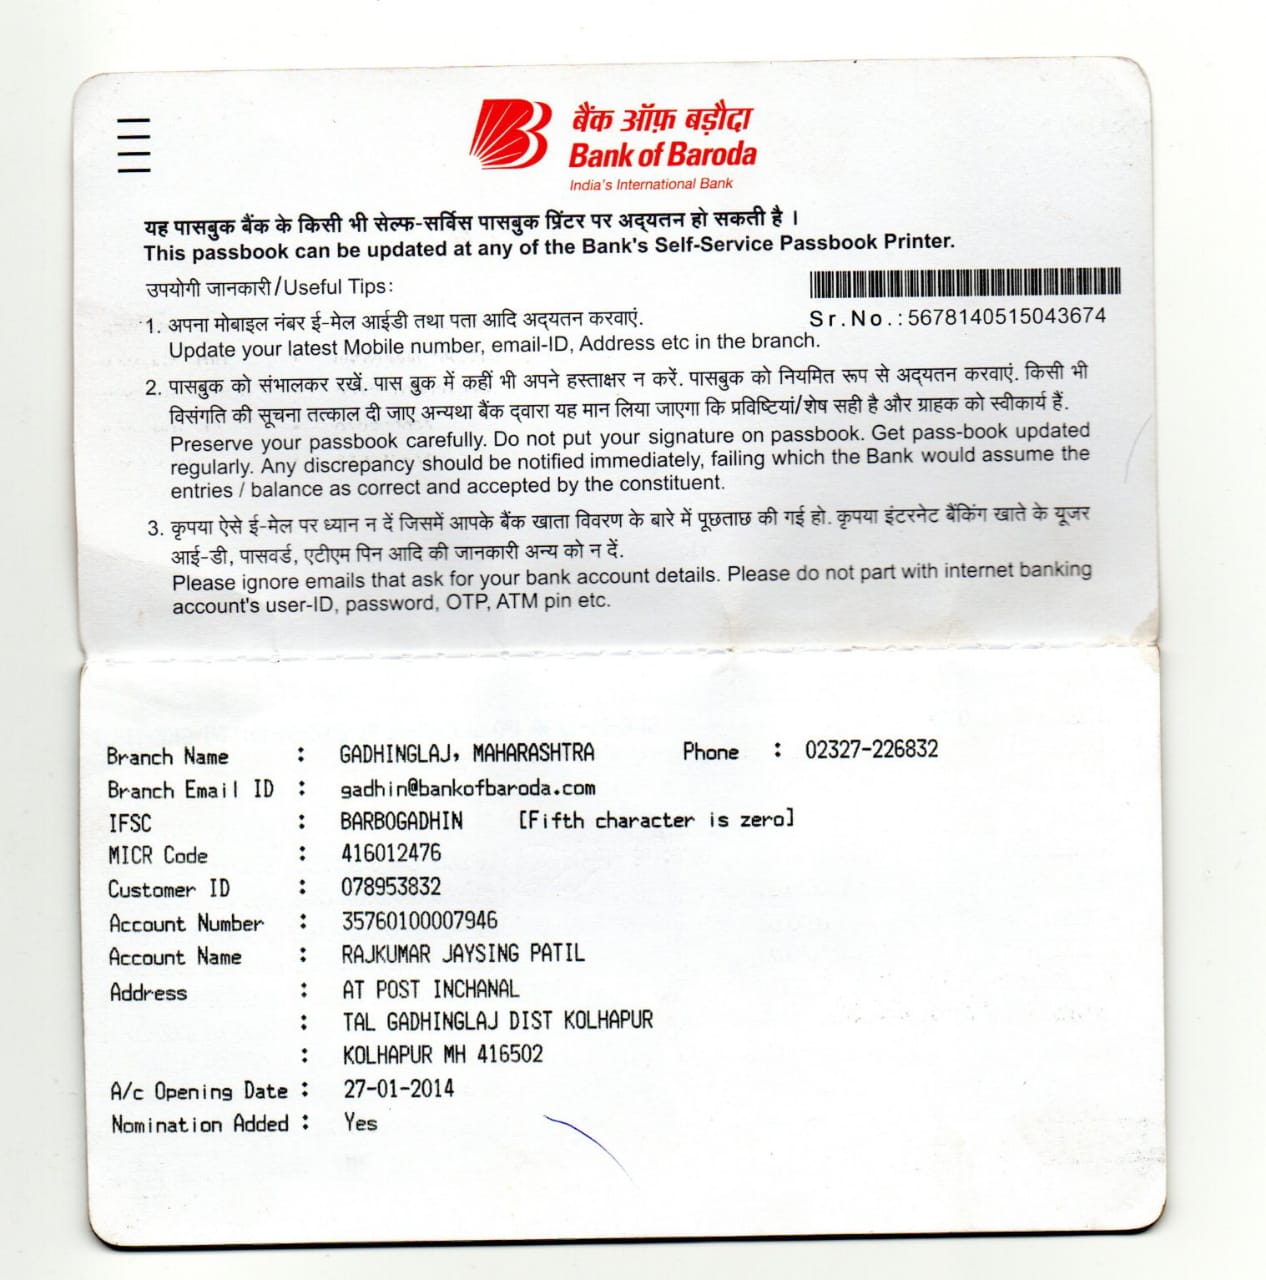 बैंक ऑफ़ बड़ौदा
Bank of Baroda
India's International Bank
यह पासबुक बैंक के किसी भी सेल्फ-सर्विस पासबुक प्रिंटर पर अद्यतन हो सकती है ।
This passbook can be updated at any of the Bank's Self-Service Passbook Printer.
उपयोगी जानकारी/Useful Tips:
Sr.No.:5678140515043674
1. अपना मोबाइल नंबर ई-मेल आईडी तथा पता आदि अद्यतन करवाएं.
Update your latest Mobile number, email-ID, Address etc in the branch.
2. पासबुक को संभालकर रखें. पास बुक में कहीं भी अपने हस्ताक्षर न करें. पासबुक को नियमित रूप से अद्यतन करवाएं. किसी भी
विसंगति की सूचना तत्काल दी जाए अन्यथा बैंक द्वारा यह मान लिया जाएगा कि प्रविष्टियां/शेष सही है और ग्राहक को स्वीकार्य हैं.
Preserve your passbook carefully. Do not put your signature on passbook. Get pass-book updated
regularly. Any discrepancy should be notified immediately, failing which the Bank would assume the
entries / balance as correct and accepted by the constituent.
3. कृपया ऐसे ई-मेल पर ध्यान न दें जिसमें आपके बैंक खाता विवरण के बारे में पूछताछ की गई हो. कृपया इंटरनेट बैंकिंग खाते के यूजर
आई-डी, पासवर्ड, एटीएम पिन आदि की जानकारी अन्य को न दें.
Please ignore emails that ask for your bank account details. Please do not part with internet banking
account's user-ID, password, OTP, ATM pin etc.
Branch Name : GADHINGLAJ, MAHARASHTRA Phone : 02327-226832
Branch Email ID : gadhin@bankofbaroda.com
IFSC : BARB0GADHIN [Fifth character is zero]
MICR Code : 416012476
Customer ID : 078953832
Account Number : 35760100007946
Account Name : RAJKUMAR JAYSING PATIL
Address : AT POST INCHANAL
: TAL GADHINGLAJ DIST KOLHAPUR
: KOLHAPUR MH 416502
A/c Opening Date : 27-01-2014
Nomination Added : Yes